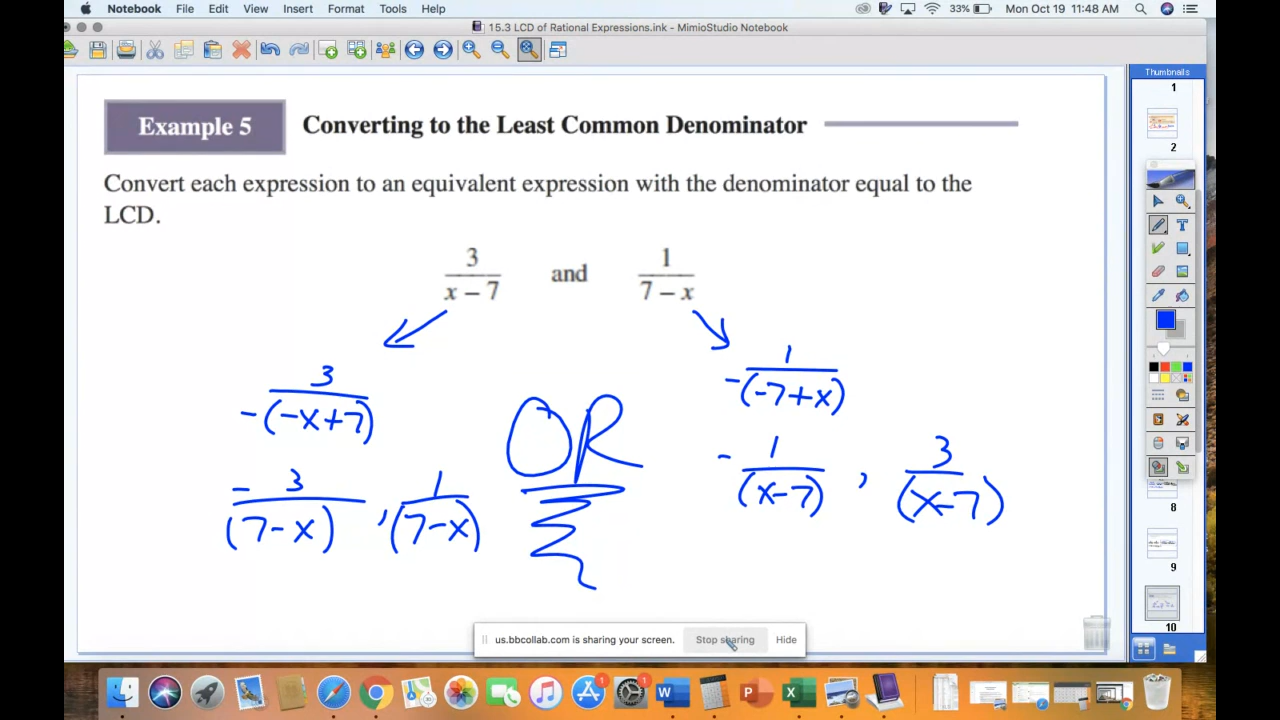 Notebook File Edit View Insert Format Tools Help 33% Mon Oct 19 11:48 AM
15.3 LCD of Rational Expressions.ink - MimioStudio Notebook
Thumbnails
1
2
8
9
10
Example 5 Converting to the Least Common Denominator
Convert each expression to an equivalent expression with the denominator equal to the
LCD.
3/(x – 7) and 1/(7 – x)
3/-(-x+7)
-3/(7-x) , 1/(7-x)
OR
1/-(-7+x)
-1/(x-7) , 3/(x-7)
us.bbcollab.com is sharing your screen. Stop sharing Hide